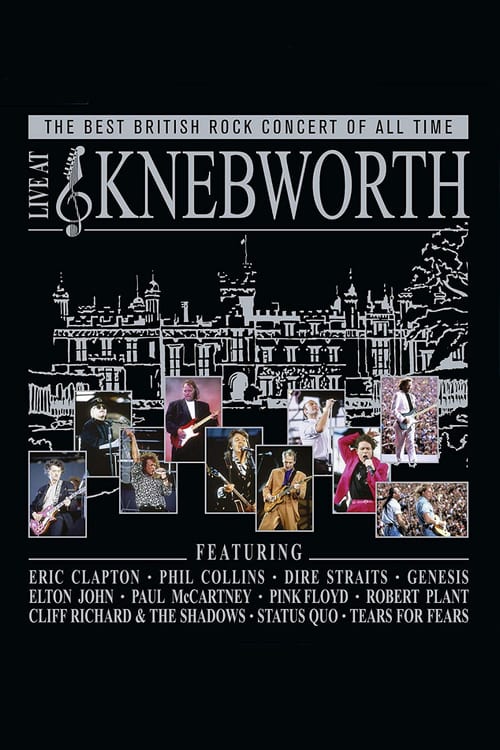 THE BEST BRITISH ROCK CONCERT OF ALL TIME
LIVE AT
KNEBWORTH
FEATURING
ERIC CLAPTON · PHIL COLLINS · DIRE STRAITS · GENESIS
ELTON JOHN · PAUL McCARTNEY · PINK FLOYD · ROBERT PLANT
CLIFF RICHARD & THE SHADOWS · STATUS QUO · TEARS FOR FEARS